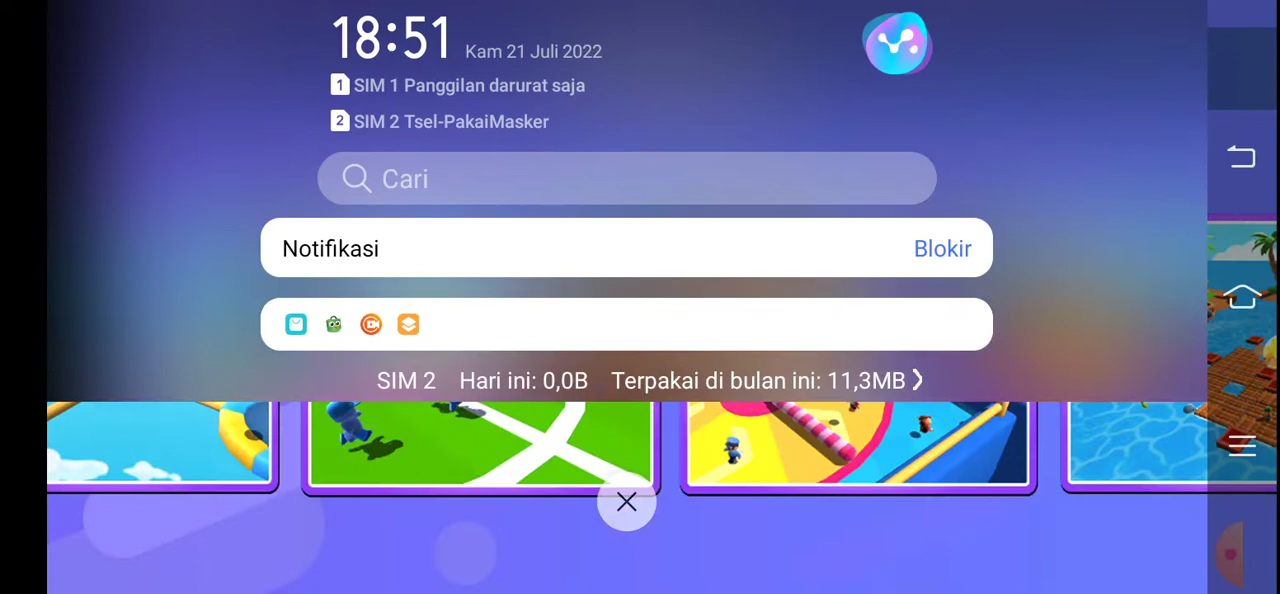 18:51 Kam 21 Juli 2022
1 SIM 1 Panggilan darurat saja
2 SIM 2 Tsel-PakaiMasker
Cari
Notifikasi Blokir
SIM 2 Hari ini: 0,0B Terpakai di bulan ini: 11,3MB